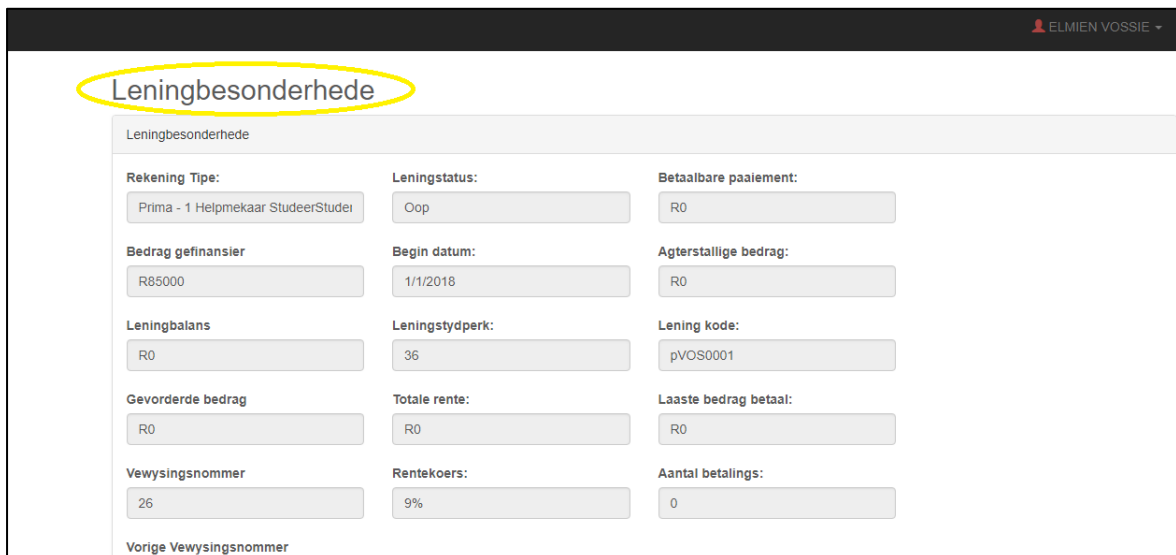 ELMIEN VOSSIE
Leningbesonderhede
Leningbesonderhede
Rekening Tipe: Leningstatus: Betaalbare paaiement:
Prima - 1 Helpmekaar StudeerStuder Oop R0
Bedrag gefinansier Begin datum: Agterstallige bedrag:
R85000 1/1/2018 R0
Leningbalans Leningstydperk: Lening kode:
R0 36 pVOS0001
Gevorderde bedrag Totale rente: Laaste bedrag betaal:
R0 R0 R0
Vewysingsnommer Rentekoers: Aantal betalings:
26 9% 0
Vorige Vewysingsnommer